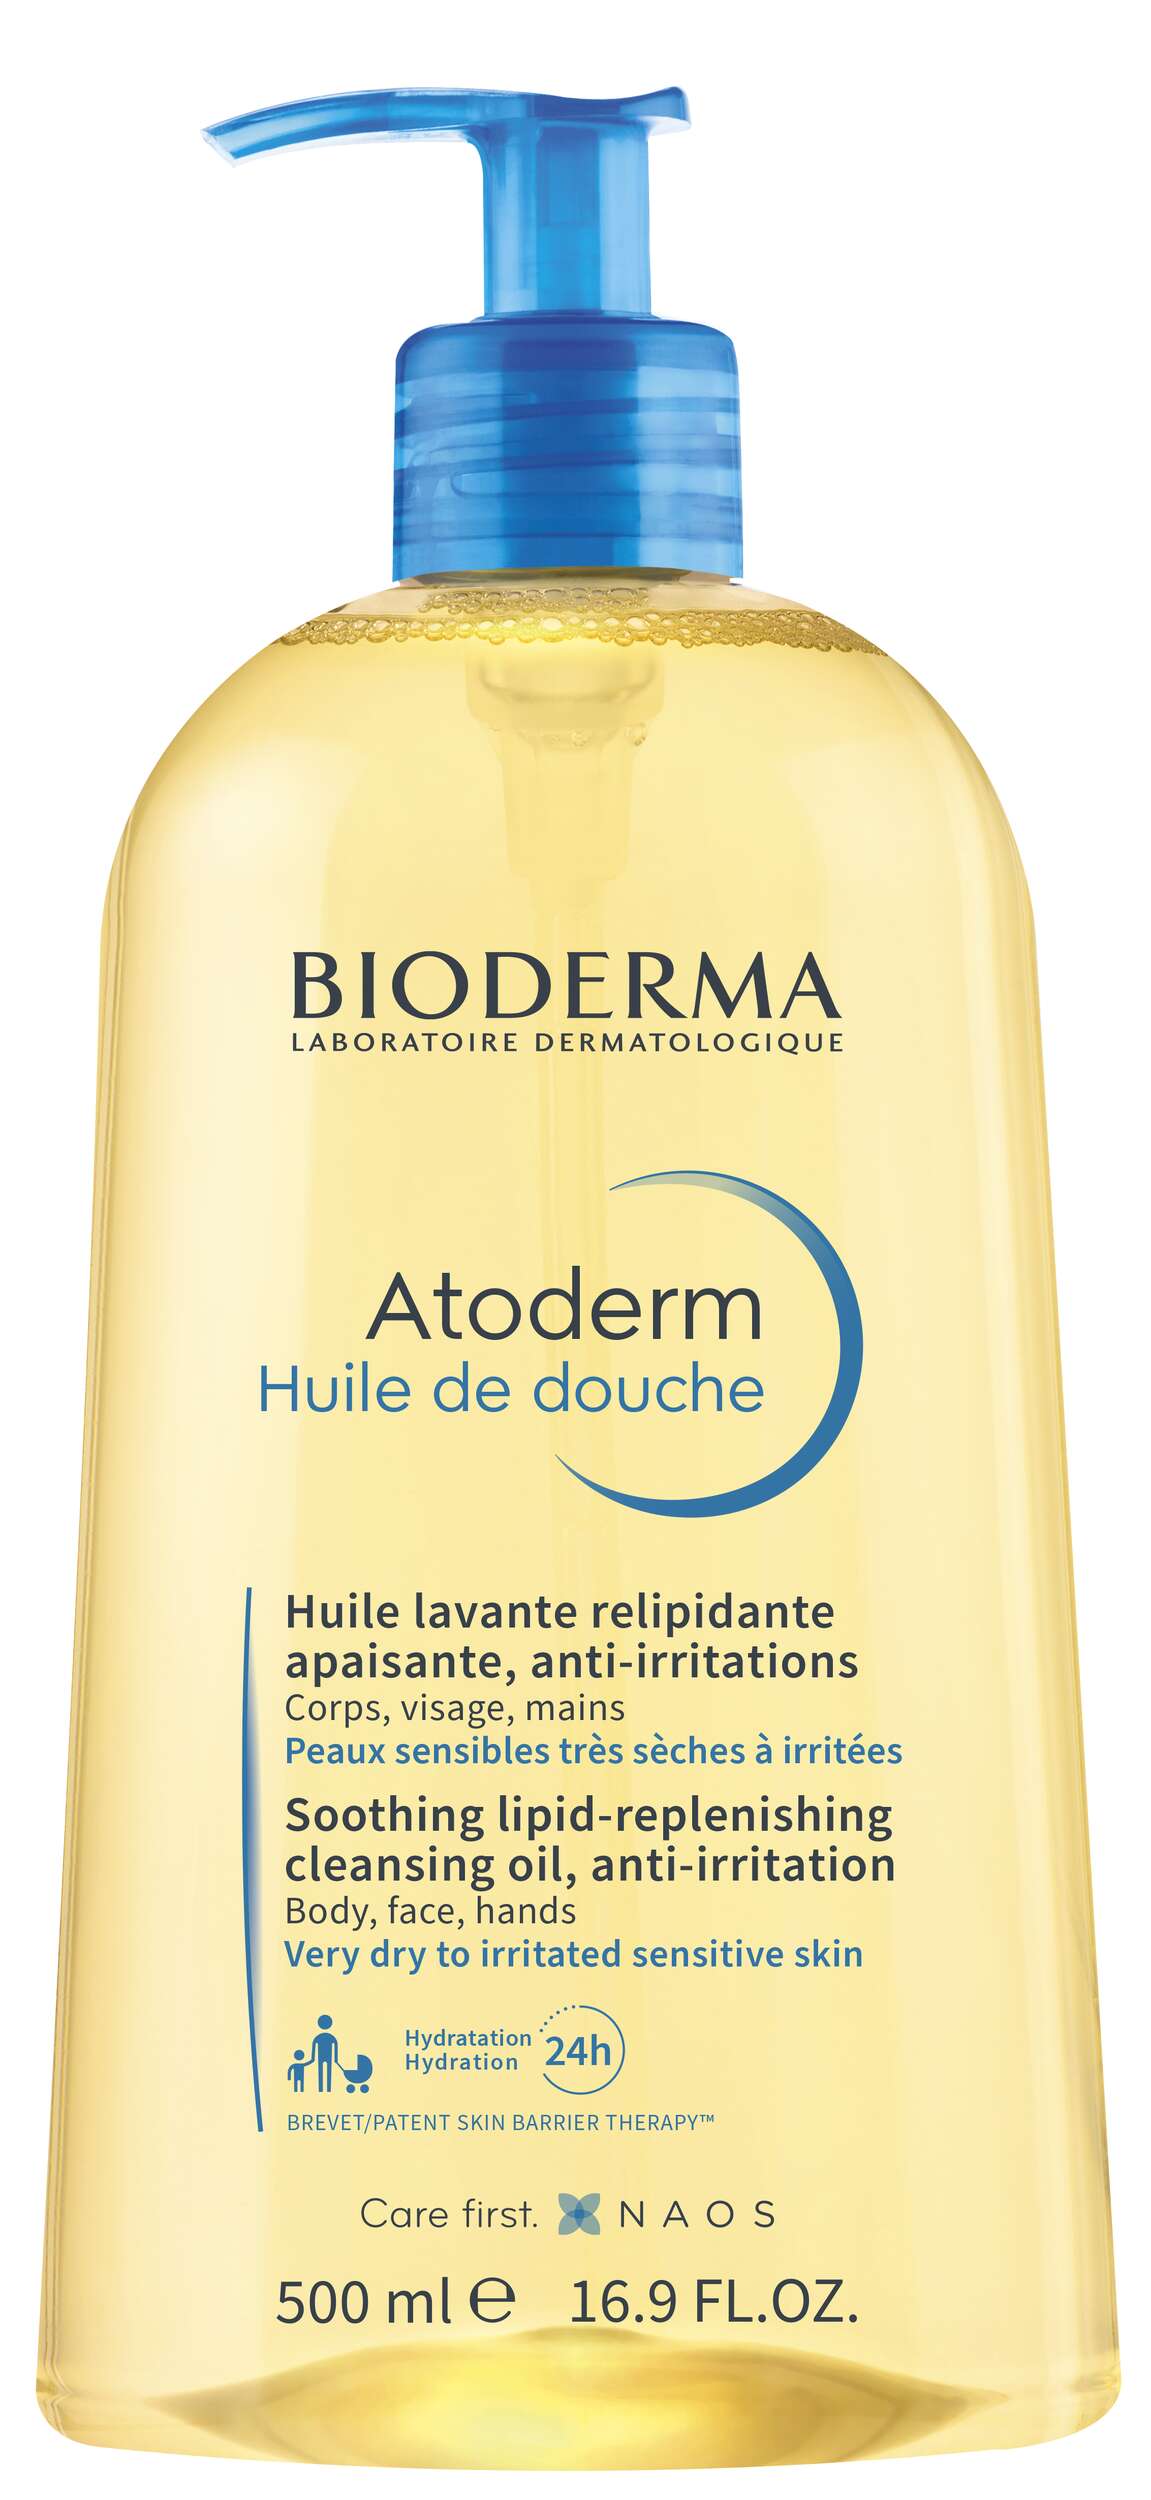 BIODERMA
LABORATOIRE DERMATOLOGIQUE
Atoderm
Huile de douche
Huile lavante relipidante
apaisante, anti-irritations
Corps, visage, mains
Peaux sensibles très sèches à irritées
Soothing lipid-replenishing
cleansing oil, anti-irritation
Body, face, hands
Very dry to irritated sensitive skin
Hydratation
Hydration
24h
BREVET/PATENT SKIN BARRIER THERAPY™
Care first. NAOS
500 ml ℮ 16.9 FL.OZ.